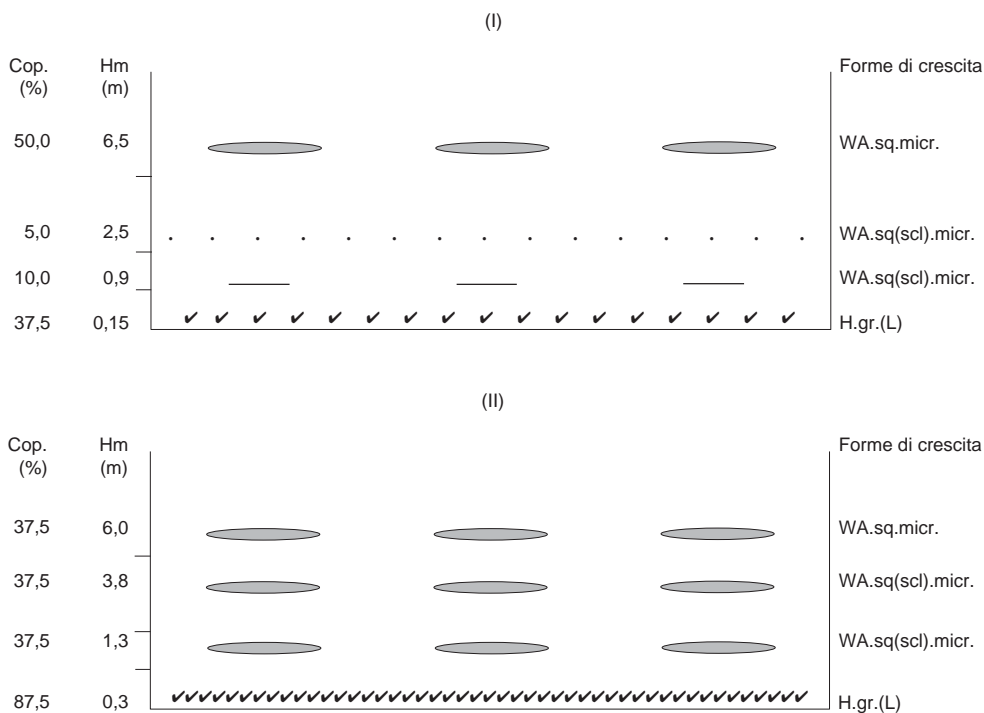 (I)
Cop. Hm Forme di crescita
(%) (m)
50,0 6,5 WA.sq.micr.
5,0 2,5 WA.sq(scl).micr.
10,0 0,9 WA.sq(scl).micr.
37,5 0,15 H.gr.(L)
(II)
Cop. Hm Forme di crescita
(%) (m)
37,5 6,0 WA.sq.micr.
37,5 3,8 WA.sq(scl).micr.
37,5 1,3 WA.sq(scl).micr.
87,5 0,3 H.gr.(L)